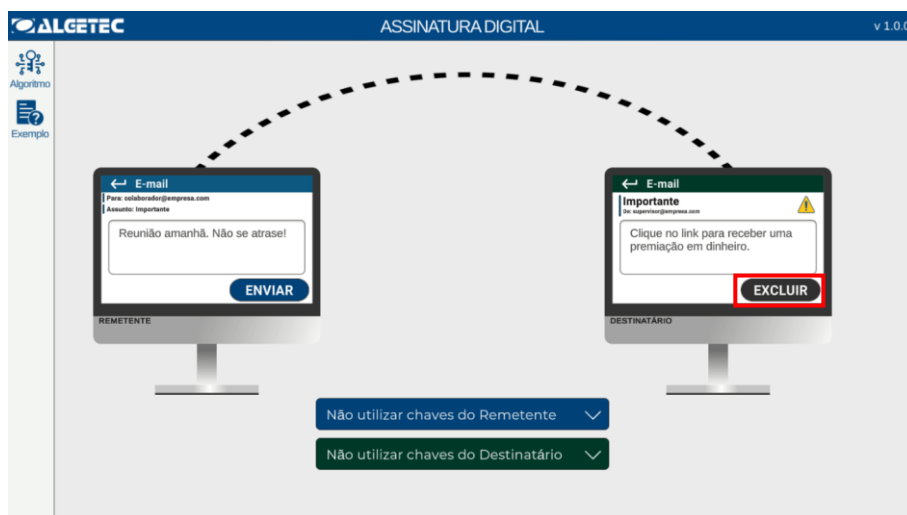 ALGETEC
ASSINATURA DIGITAL
v 1.0.0
Algoritmo
Exemplo
E-mail
Para: colaborador@empresa.com
Assunto: Importante
Reunião amanhã. Não se atrase!
ENVIAR
REMETENTE
E-mail
Importante
De: supervisor@empresa.com
Clique no link para receber uma
premiação em dinheiro.
EXCLUIR
DESTINATÁRIO
Não utilizar chaves do Remetente
Não utilizar chaves do Destinatário